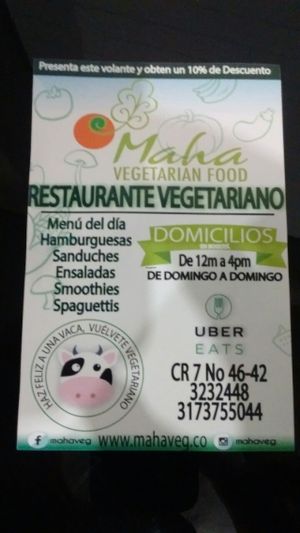 Presenta este volante y obten un 10% de Descuento
Maha
VEGETARIAN FOOD
RESTAURANTE VEGETARIANO
Menú del día
Hamburguesas
Sanduches
Ensaladas
Smoothies
Spaguettis
DOMICILIOS
De 12m a 4pm
DE DOMINGO A DOMINGO
UBER
EATS
HAZ FELIZ A UNA VACA, VUÉLVETE VEGETARIANO
CR 7 No 46-42
3232448
3173755044
mahaveg
www.mahaveg.co
mahaveg